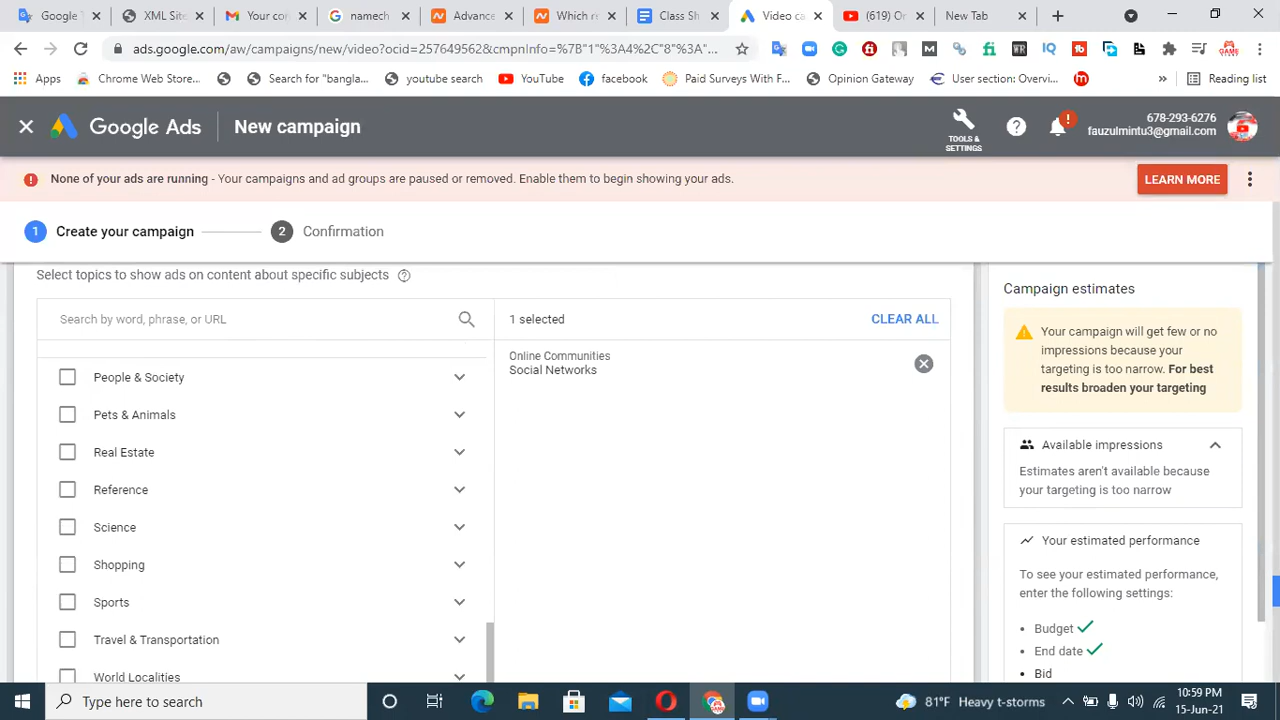 Google T
XML Site
Your con
namech
Advance
Which re
Class Sh
Video ca
(619) Or
New Tab
ads.google.com/aw/campaigns/new/video?ocid=257649562&cmpnInfo=%7B"1"%3A4%2C"8"%3A"...
Apps
Chrome Web Store...
Search for "bangla...
youtube.search
YouTube
facebook
Paid Surveys With F...
Opinion Gateway
User section: Overvi...
»
Reading list
Google Ads
New campaign
TOOLS & SETTINGS
678-293-6276
fauzulmintu3@gmail.com
None of your ads are running - Your campaigns and ad groups are paused or removed. Enable them to begin showing your ads.
LEARN MORE
1 Create your campaign
2 Confirmation
Select topics to show ads on content about specific subjects
Search by word, phrase, or URL
1 selected
CLEAR ALL
Online Communities
Social Networks
People & Society
Pets & Animals
Real Estate
Reference
Science
Shopping
Sports
Travel & Transportation
World Localities
Campaign estimates
Your campaign will get few or no
impressions because your
targeting is too narrow. For best
results broaden your targeting
Available impressions
Estimates aren't available because
your targeting is too narrow
Your estimated performance
To see your estimated performance,
enter the following settings:
• Budget
• End date
• Bid
Type here to search
81°F Heavy t-storms
10:59 PM
15-Jun-21